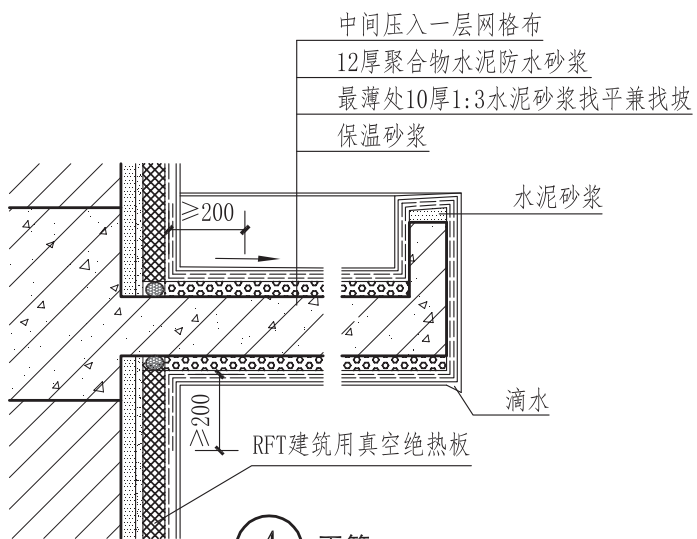 中间压入一层网格布
12厚聚合物水泥防水砂浆
最薄处10厚1:3水泥砂浆找平兼找坡
保温砂浆
水泥砂浆
≥200
滴水
≥200
RFT建筑用真空绝热板